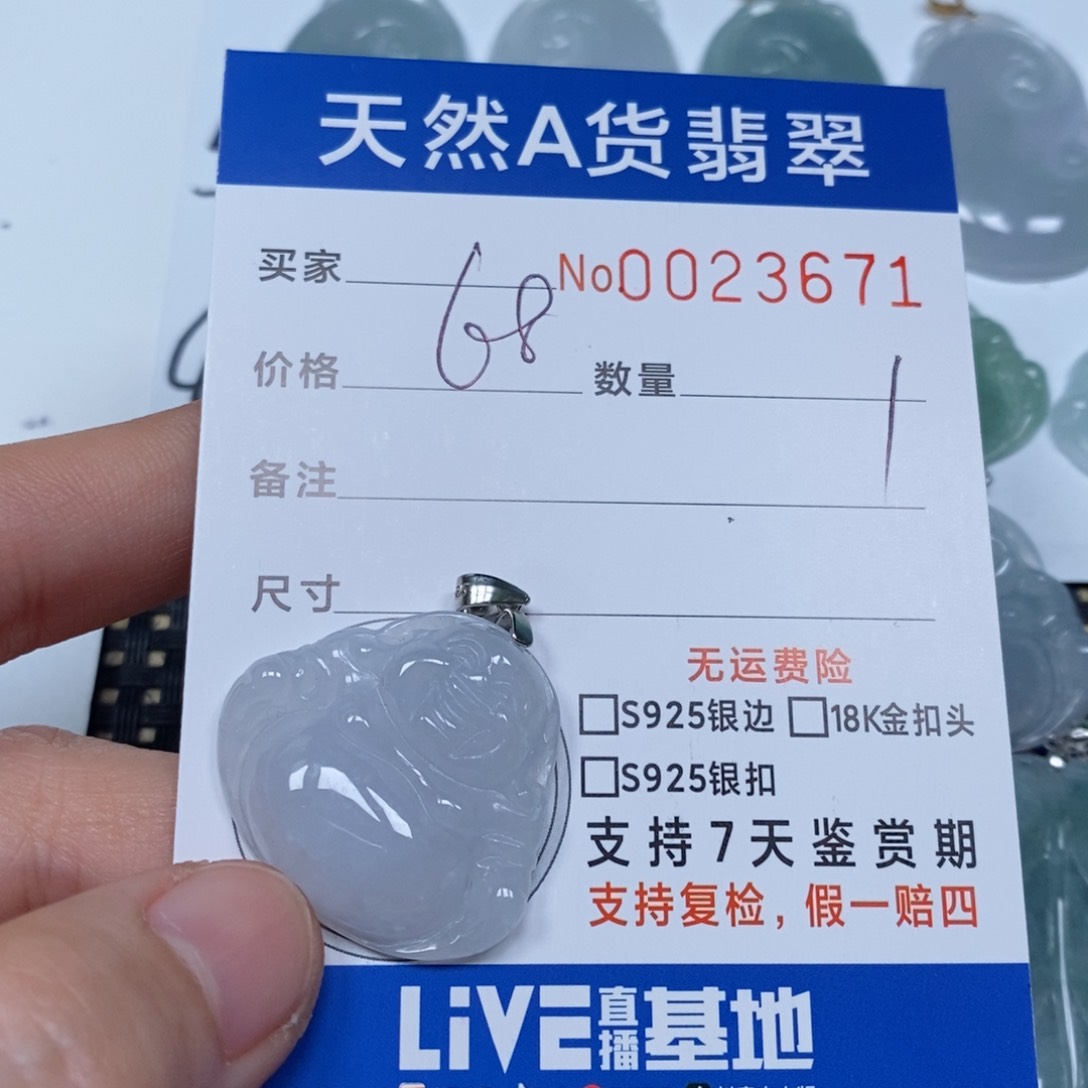 天然A货翡翠
买家 No.0023671
价格 68 数量 1
备注
尺寸
无运费险
S925银边 18K金扣头
S925银扣
支持7天鉴赏期
支持复检，假一赔四
LiVE直播基地